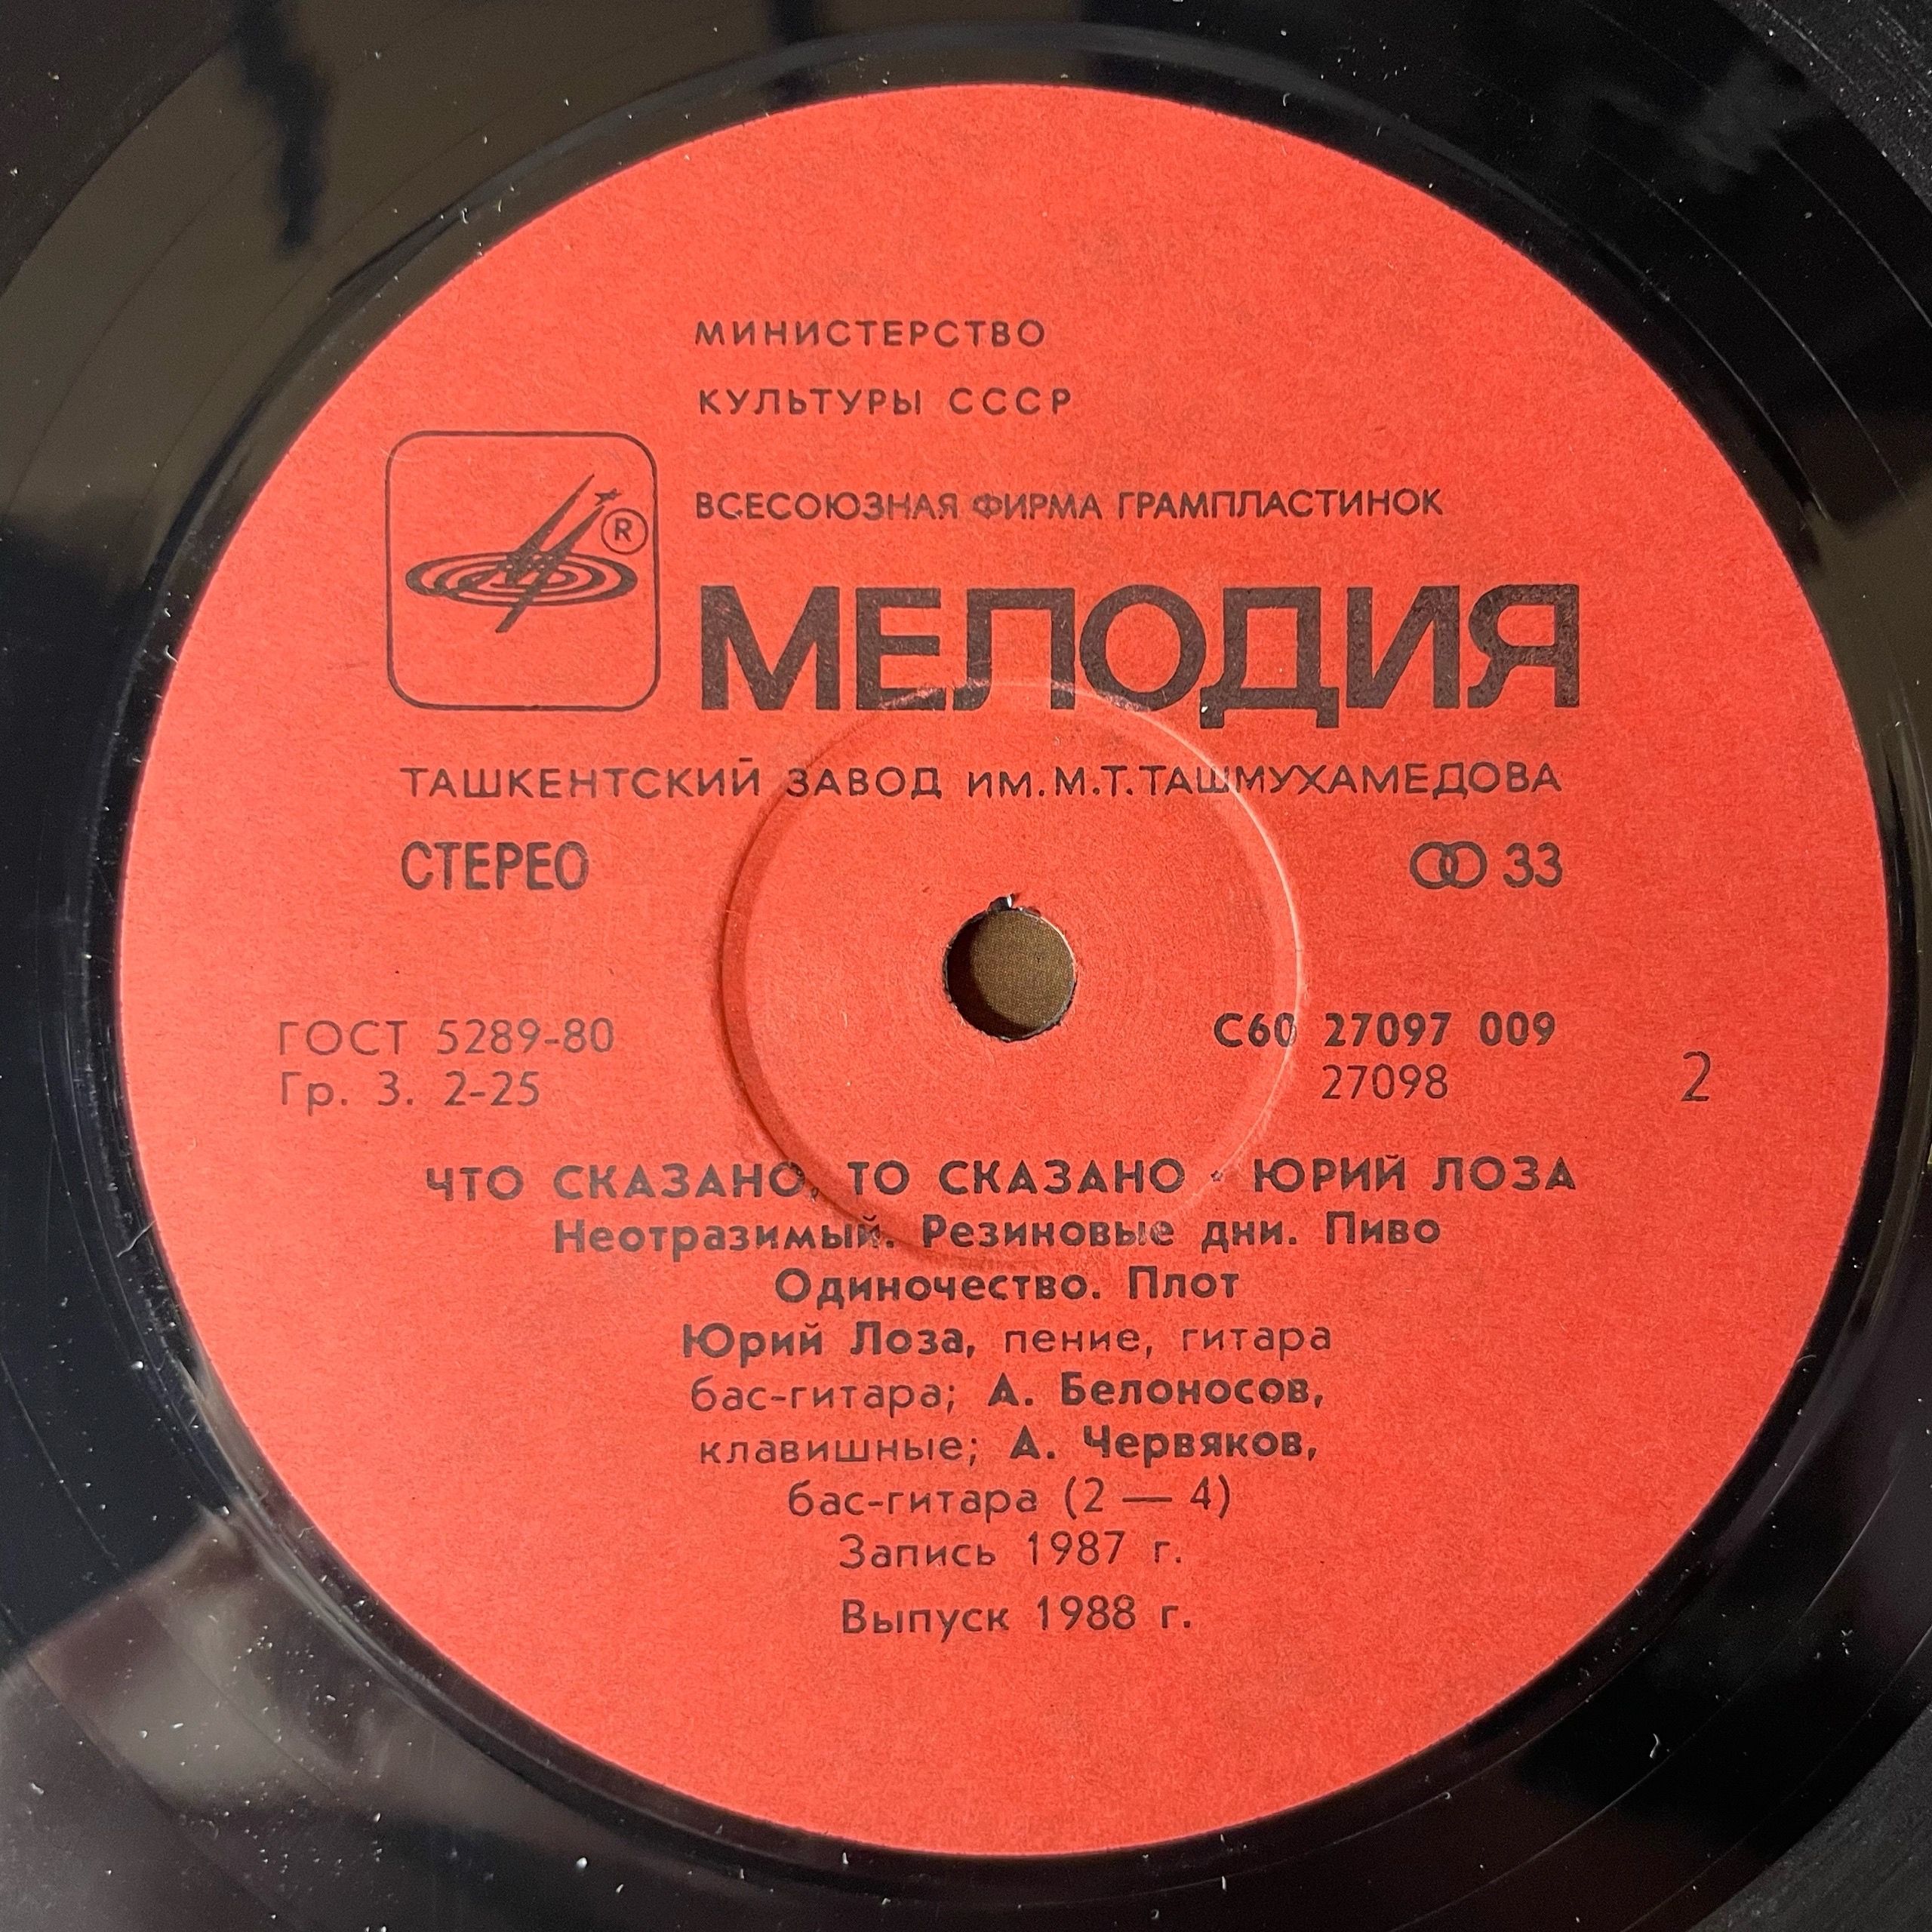 МИНИСТЕРСТВО
КУЛЬТУРЫ СССР
ВСЕСОЮЗНАЯ ФИРМА ГРАМПЛАСТИНОК
®
МЕЛОДИЯ
ТАШКЕНТСКИЙ ЗАВОД ИМ. М.Т.ТАШМУХАМЕДОВА
СТЕРЕО 33
ГОСТ 5289-80 С60 27097 009
Гр. 3. 2-25 27098 2
ЧТО СКАЗАНО, ТО СКАЗАНО • ЮРИЙ ЛОЗА
Неотразимый. Резиновые дни. Пиво
Одиночество. Плот
Юрий Лоза, пение, гитара
бас-гитара; А. Белоносов,
клавишные; А. Червяков,
бас-гитара (2 — 4)
Запись 1987 г.
Выпуск 1988 г.